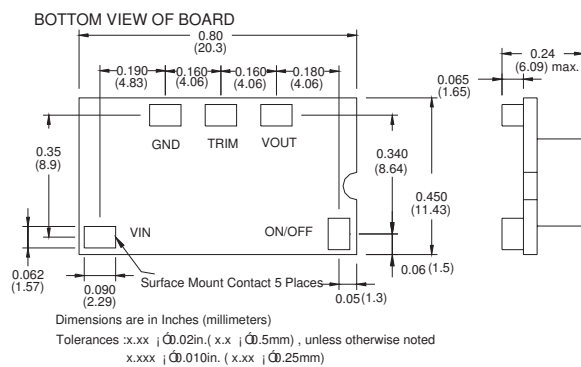 BOTTOM VIEW OF BOARD
0.80
(20.3)
0.24
(6.09) max.
0.190
(4.83)
0.160
(4.06)
0.160
(4.06)
0.180
(4.06)
0.065
(1.65)
GND TRIM VOUT
0.35
(8.9)
0.340
(8.64)
0.450
(11.43)
VIN
ON/OFF
0.062
(1.57)
0.090
(2.29)
Surface Mount Contact 5 Places
0.06 (1.5)
0.05 (1.3)
Dimensions are in Inches (millimeters)
Tolerances :x.xx ¡Ó0.02in.( x.x ¡Ó0.5mm) , unless otherwise noted
x.xxx ¡Ó0.010in. ( x.xx ¡Ó0.25mm)